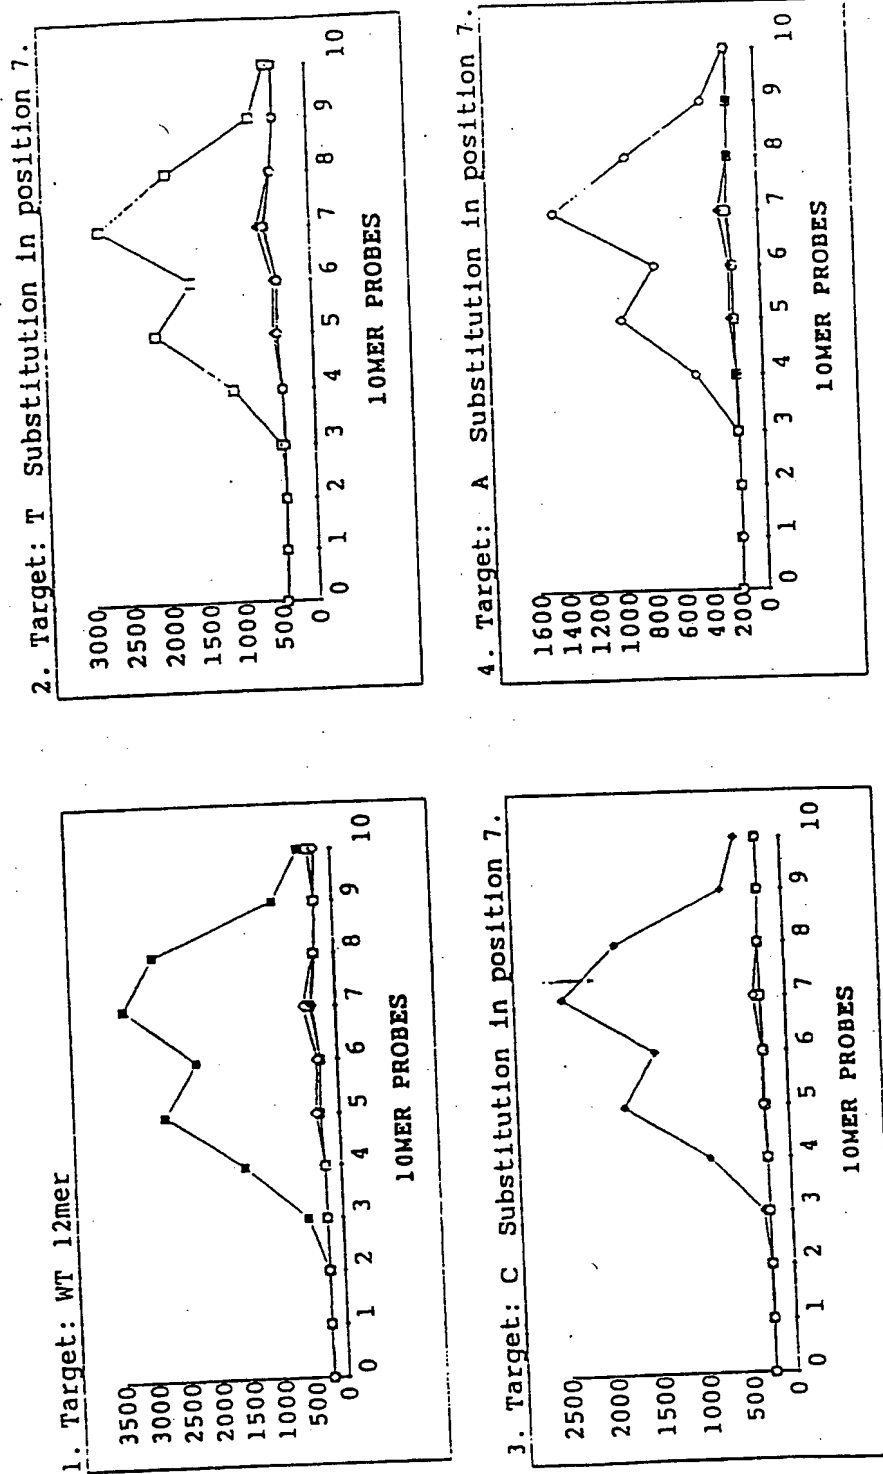 1. Target: WT 12mer
3500
3000
2500
2000
1500
1000
500
0
0 1 2 3 4 5 6 7 8 9 10
10MER PROBES
2. Target: T Substitution in position 7.
3000
2500
2000
1500
1000
500
0
0 1 2 3 4 5 6 7 8 9 10
10MER PROBES
3. Target: C Substitution in position 7.
2500
2000
1500
1000
500
0
0 1 2 3 4 5 6 7 8 9 10
10MER PROBES
4. Target: A Substitution in position 7.
1600
1400
1200
1000
800
600
400
200
0
0 1 2 3 4 5 6 7 8 9 10
10MER PROBES